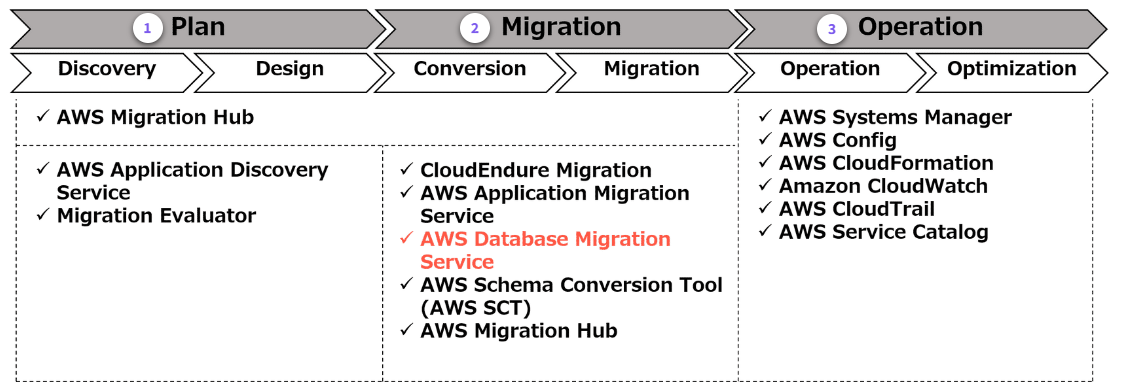 1 Plan
2 Migration
3 Operation
Discovery
Design
Conversion
Migration
Operation
Optimization
✓ AWS Migration Hub
✓ AWS Application Discovery
Service
✓ Migration Evaluator
✓ CloudEndure Migration
✓ AWS Application Migration
Service
✓ AWS Database Migration
Service
✓ AWS Schema Conversion Tool
(AWS SCT)
✓ AWS Migration Hub
✓ AWS Systems Manager
✓ AWS Config
✓ AWS CloudFormation
✓ Amazon CloudWatch
✓ AWS CloudTrail
✓ AWS Service Catalog